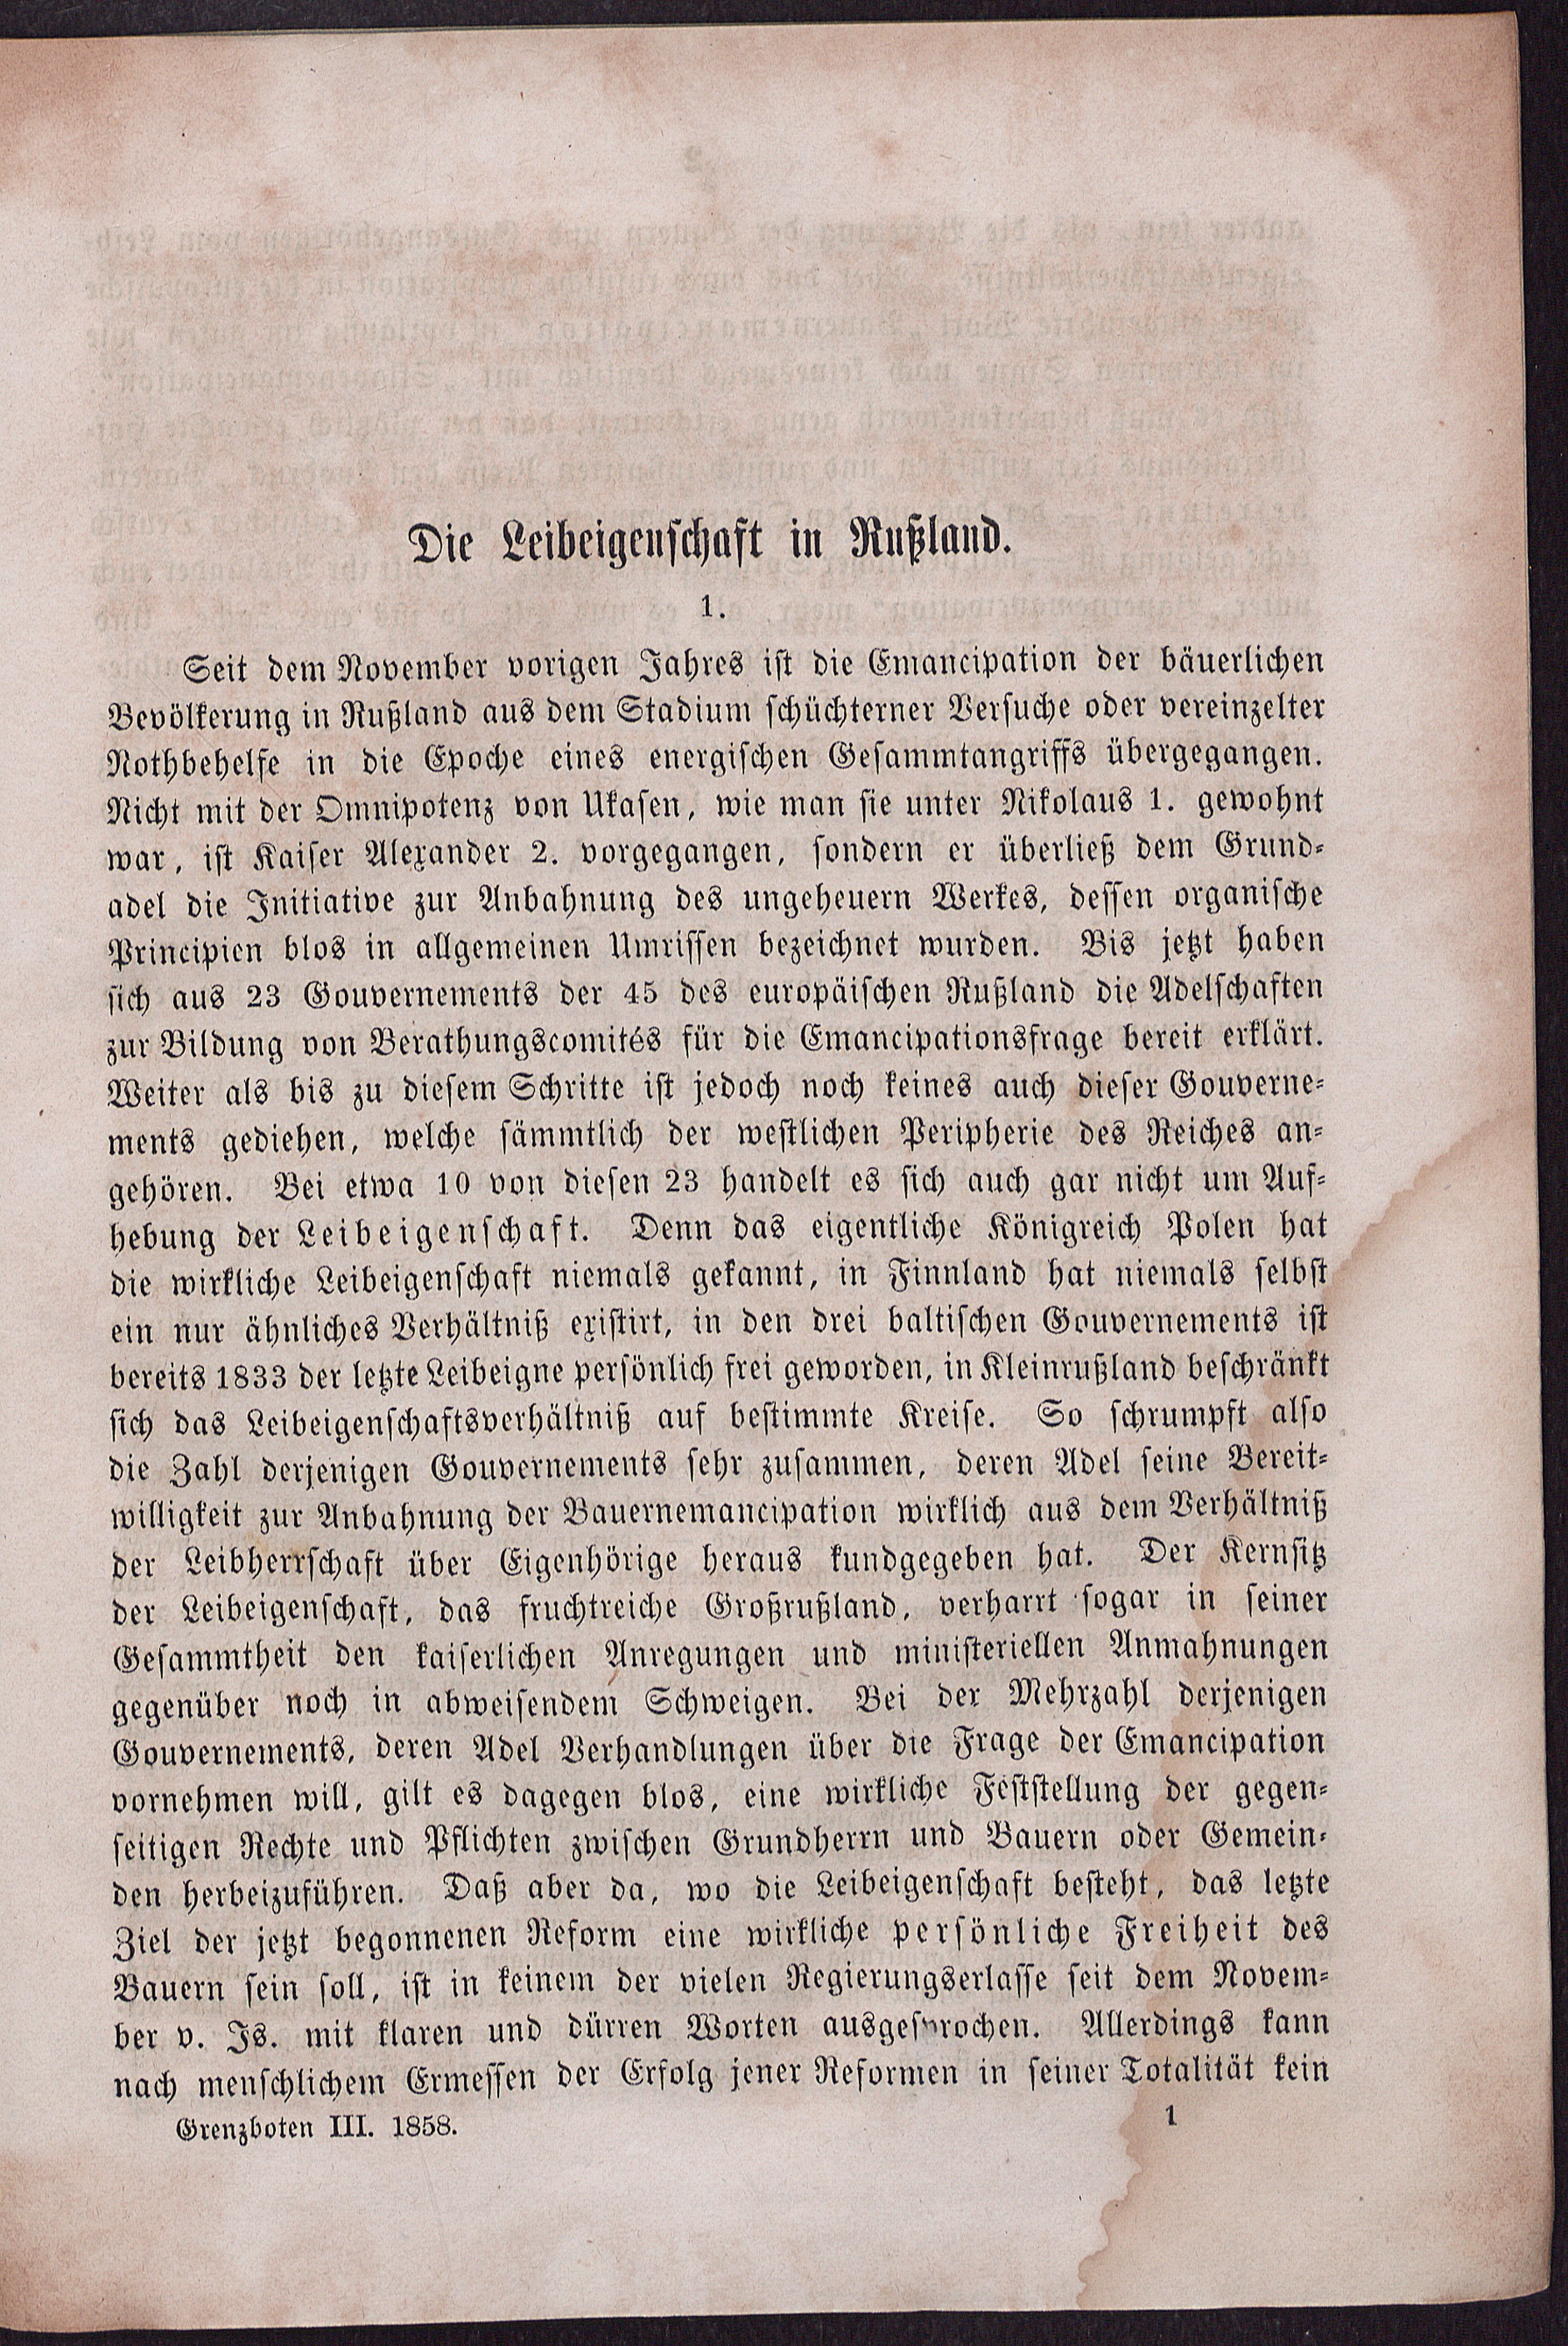 Die Leibeigenschaft in Rußland.
1.
Seit dem November vorigen Jahres ist die Emancipation der bäuerlichen
Bevölkerung in Rußland aus dem Stadium schüchterner Versuche oder vereinzelter
Nothbehelfe in die Epoche eines energischen Gesammtangriffs übergegangen.
Nicht mit der Omnipotenz von Ukasen, wie man sie unter Nikolaus 1. gewohnt
war, ist Kaiser Alexander 2. vorgegangen, sondern er überließ dem Grund-
adel die Initiative zur Anbahnung des ungeheuern Werkes, dessen organische
Principien blos in allgemeinen Umrissen bezeichnet wurden. Bis jetzt haben
sich aus 23 Gouvernements der 45 des europäischen Rußland die Adelschaften
zur Bildung von Berathungscomités für die Emancipationsfrage bereit erklärt.
Weiter als bis zu diesem Schritte ist jedoch noch keines auch dieser Gouverne-
ments gediehen, welche sämmtlich der westlichen Peripherie des Reiches an-
gehören. Bei etwa 10 von diesen 23 handelt es sich auch gar nicht um Auf-
hebung der Leibeigenschaft. Denn das eigentliche Königreich Polen hat
die wirkliche Leibeigenschaft niemals gekannt, in Finnland hat niemals selbst
ein nur ähnliches Verhältniß existirt, in den drei baltischen Gouvernements ist
bereits 1833 der letzte Leibeigne persönlich frei geworden, in Kleinrußland beschränkt
sich das Leibeigenschaftsverhältniß auf bestimmte Kreise. So schrumpft also
die Zahl derjenigen Gouvernements sehr zusammen, deren Adel seine Bereit-
willigkeit zur Anbahnung der Bauernemancipation wirklich aus dem Verhältniß
der Leibherrschaft über Eigenhörige heraus kundgegeben hat. Der Kernsitz
der Leibeigenschaft, das fruchtreiche Großrußland, verharrt sogar in seiner
Gesammtheit den kaiserlichen Anregungen und ministeriellen Anmahnungen
gegenüber noch in abweisendem Schweigen. Bei der Mehrzahl derjenigen
Gouvernements, deren Adel Verhandlungen über die Frage der Emancipation
vornehmen will, gilt es dagegen blos, eine wirkliche Feststellung der gegen-
seitigen Rechte und Pflichten zwischen Grundherrn und Bauern oder Gemein-
den herbeizuführen. Daß aber da, wo die Leibeigenschaft besteht, das letzte
Ziel der jetzt begonnenen Reform eine wirkliche persönliche Freiheit des
Bauern sein soll, ist in keinem der vielen Regierungserlasse seit dem Novem-
ber v. Js. mit klaren und dürren Worten ausgesprochen. Allerdings kann
nach menschlichem Ermessen der Erfolg jener Reformen in seiner Totalität kein
Grenzboten III. 1858. 1